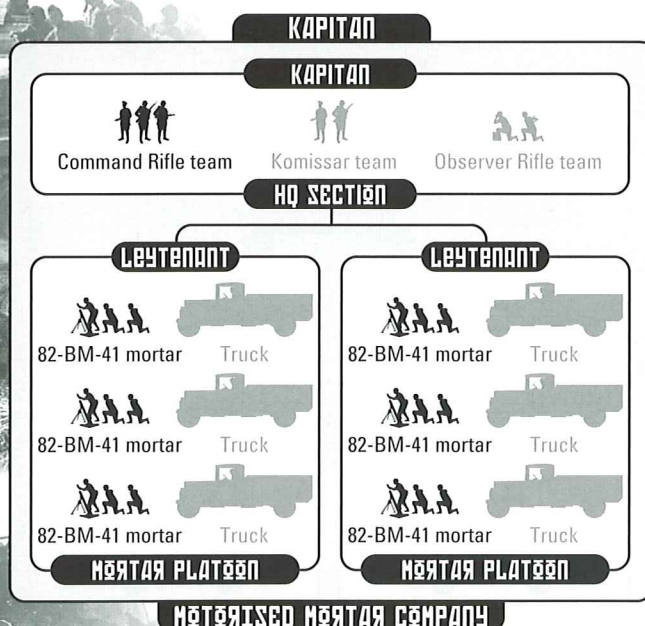 KAPITAN
KAPITAN
Command Rifle team Komissar team Observer Rifle team
HQ SECTION
LEYTENANT LEYTENANT
82-BM-41 mortar Truck 82-BM-41 mortar Truck
82-BM-41 mortar Truck 82-BM-41 mortar Truck
82-BM-41 mortar Truck 82-BM-41 mortar Truck
MORTAR PLATOON MORTAR PLATOON
MOTORISED MORTAR COMPANY